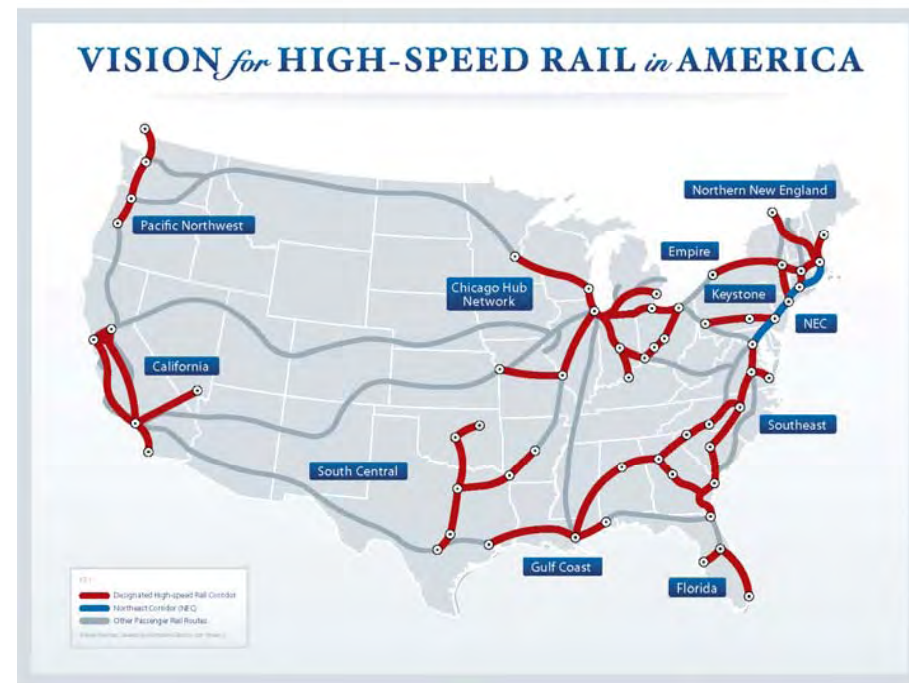 VISION for HIGH-SPEED RAIL in AMERICA
Northern New England
Pacific Northwest
Empire
Chicago Hub
Network
Keystone
NEC
California
Southeast
South Central
Gulf Coast
Florida
KEY
Designated High-speed Rail Corridor
Northeast Corridor (NEC)
Other Passenger Rail Routes